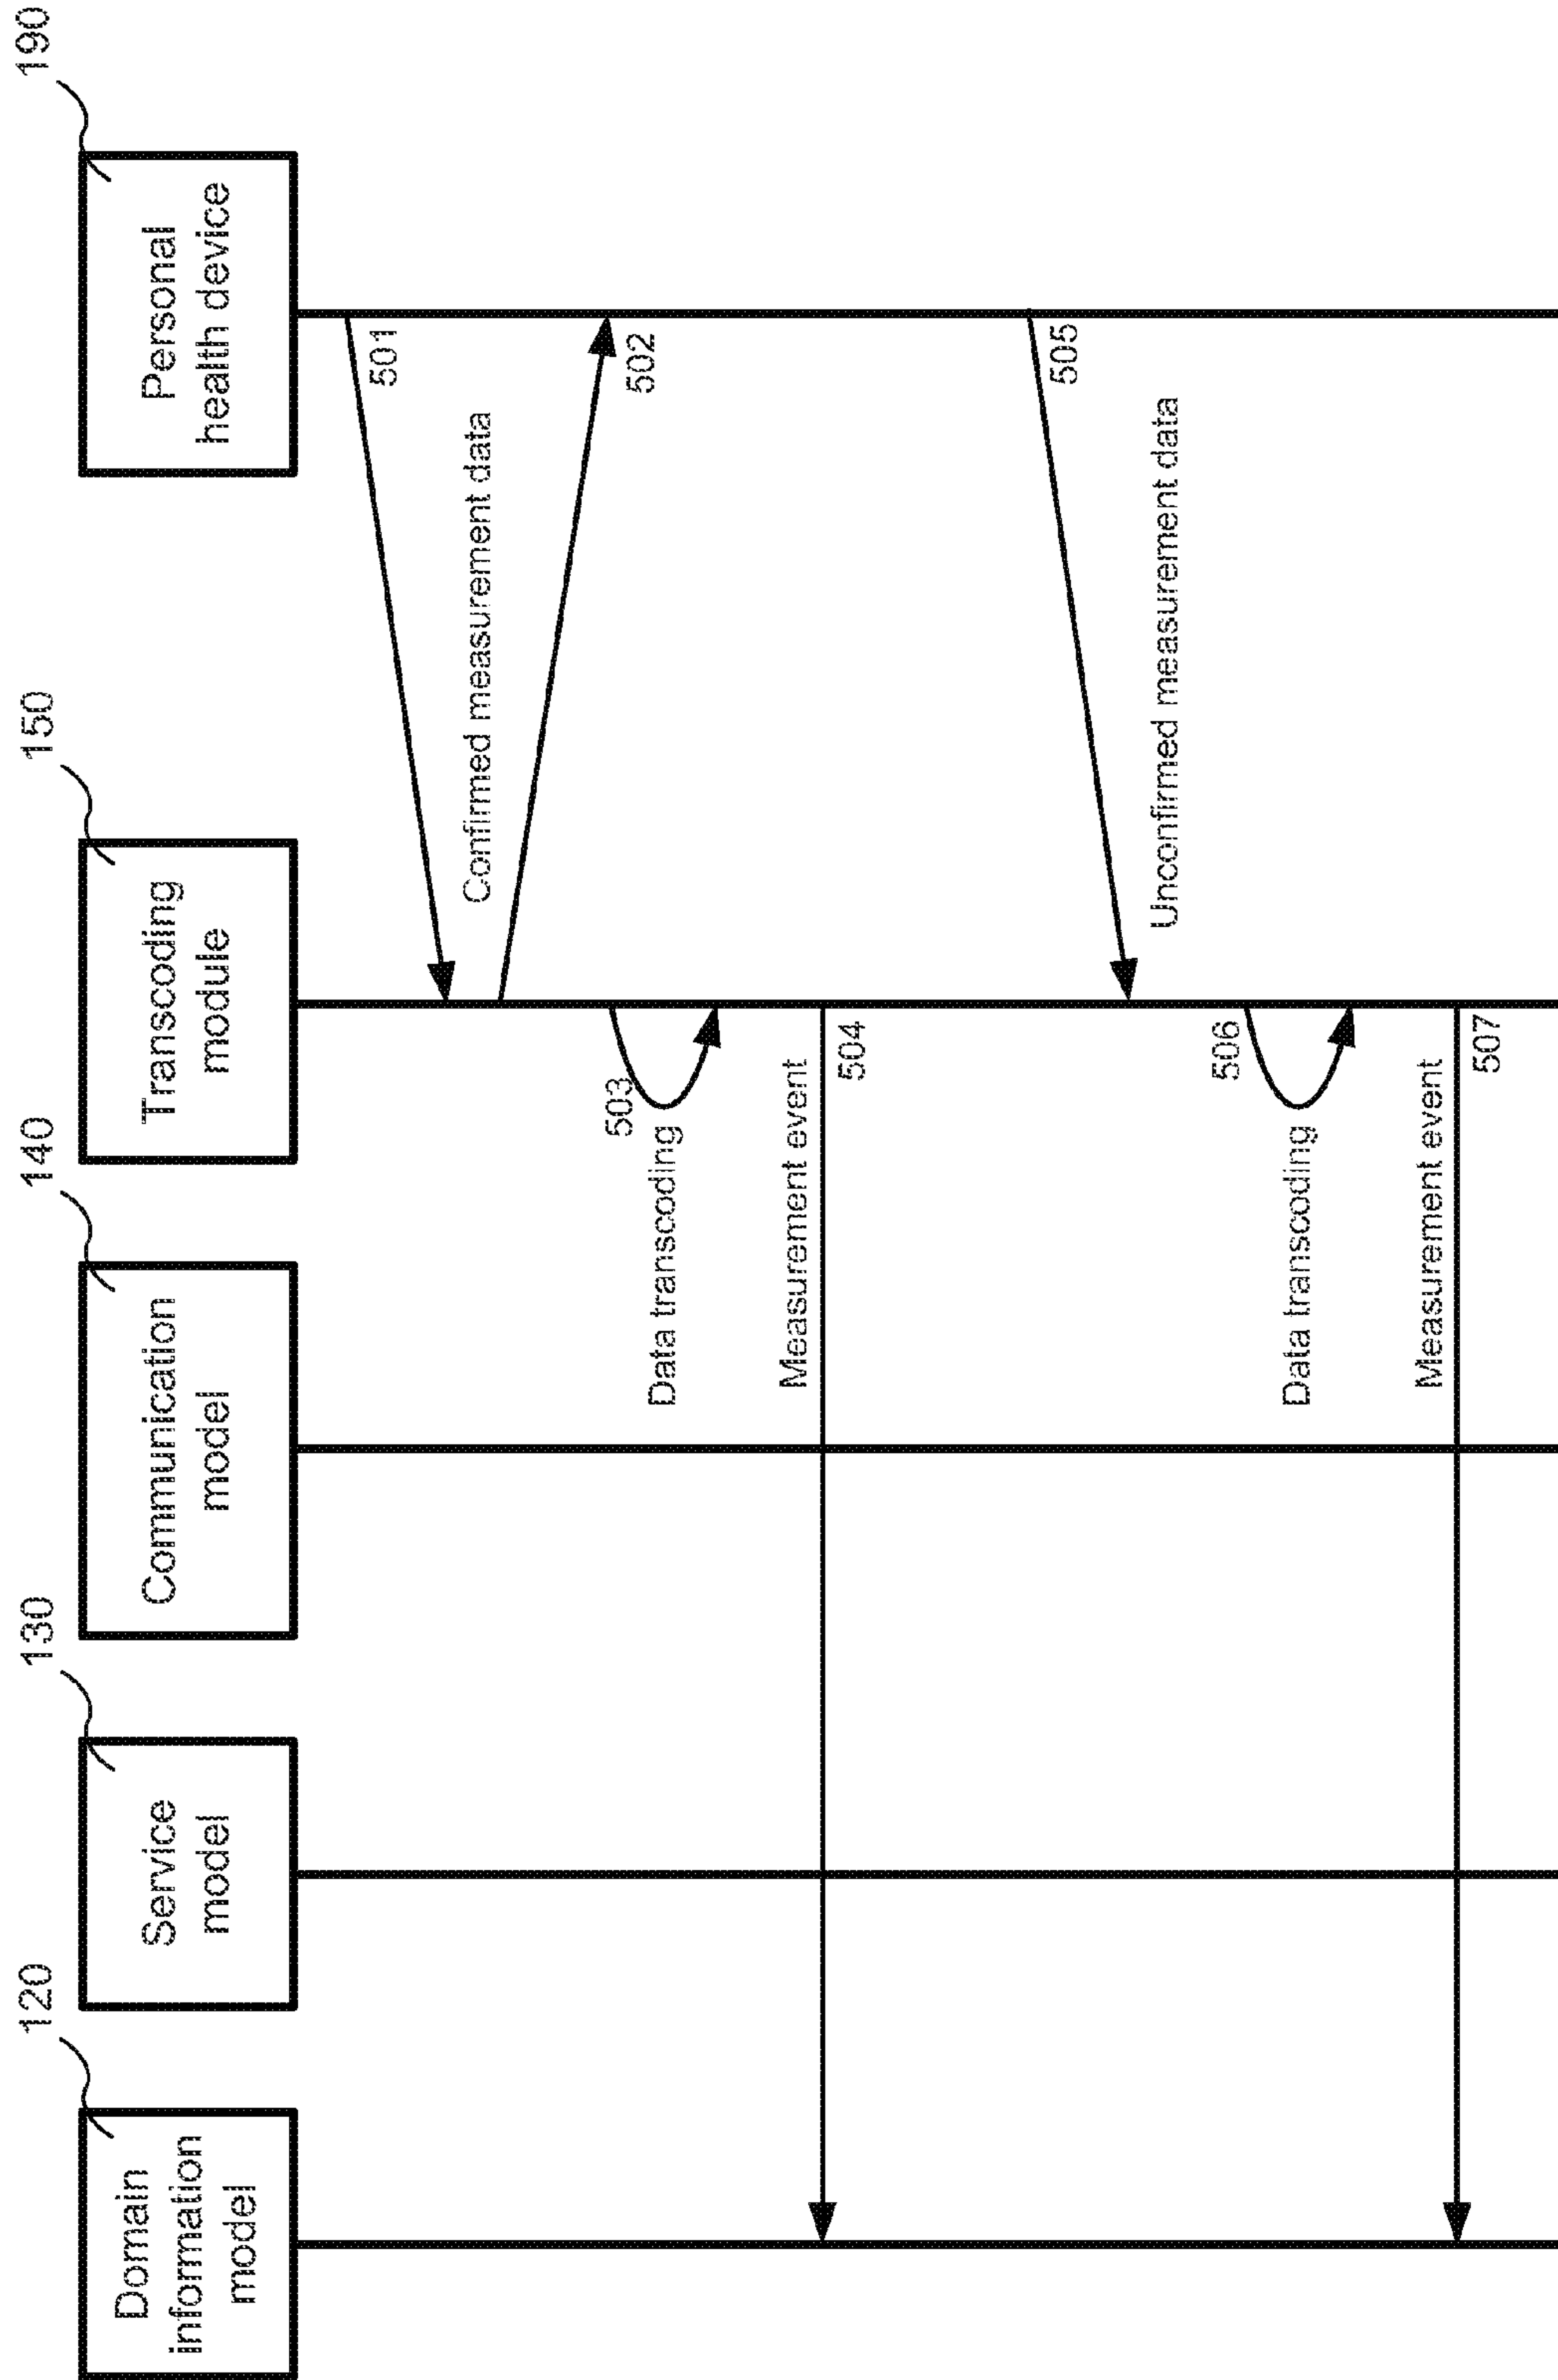 120
130
140
150
190
Domain
information
model
Service
model
Communication
model
Transcoding
module
Personal
health device
501
Confirmed measurement data
502
503
Data transcoding
Measurement event
504
505
Unconfirmed measurement data
506
Data transcoding
Measurement event
507